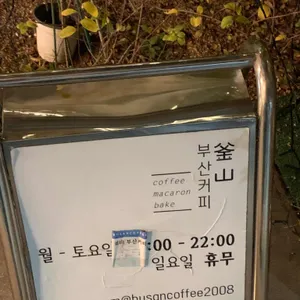 釜山
부산커피
coffee
macaron
bake
월 - 토요일 :00 - 22:00
일요일 휴무
@busancoffee2008